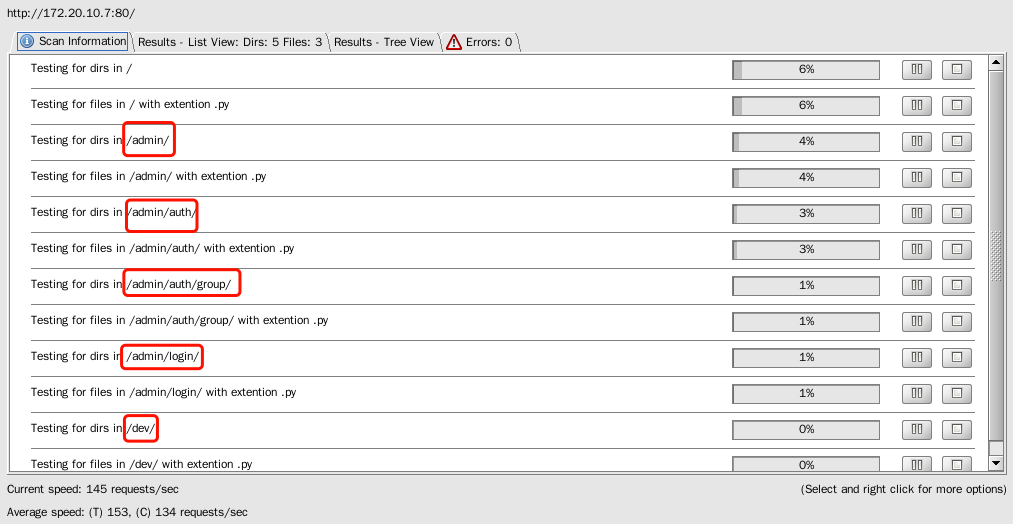 http://172.20.10.7:80/
Scan Information Results - List View: Dirs: 5 Files: 3 Results - Tree View Errors: 0
Testing for dirs in / 6%
Testing for files in / with extention .py 6%
Testing for dirs in /admin/ 4%
Testing for files in /admin/ with extention .py 4%
Testing for dirs in /admin/auth/ 3%
Testing for files in /admin/auth/ with extention .py 3%
Testing for dirs in /admin/auth/group/ 1%
Testing for files in /admin/auth/group/ with extention .py 1%
Testing for dirs in /admin/login/ 1%
Testing for files in /admin/login/ with extention .py 1%
Testing for dirs in /dev/ 0%
Testing for files in /dev/ with extention .py 0%
Current speed: 145 requests/sec (Select and right click for more options)
Average speed: (T) 153, (C) 134 requests/sec